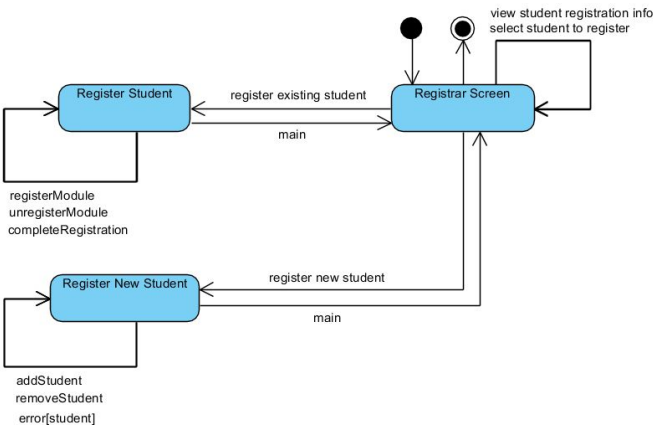 view student registration info
select student to register
Register Student
register existing student
Registrar Screen
main
registerModule
unregisterModule
completeRegistration
Register New Student
register new student
main
addStudent
removeStudent
error[student]